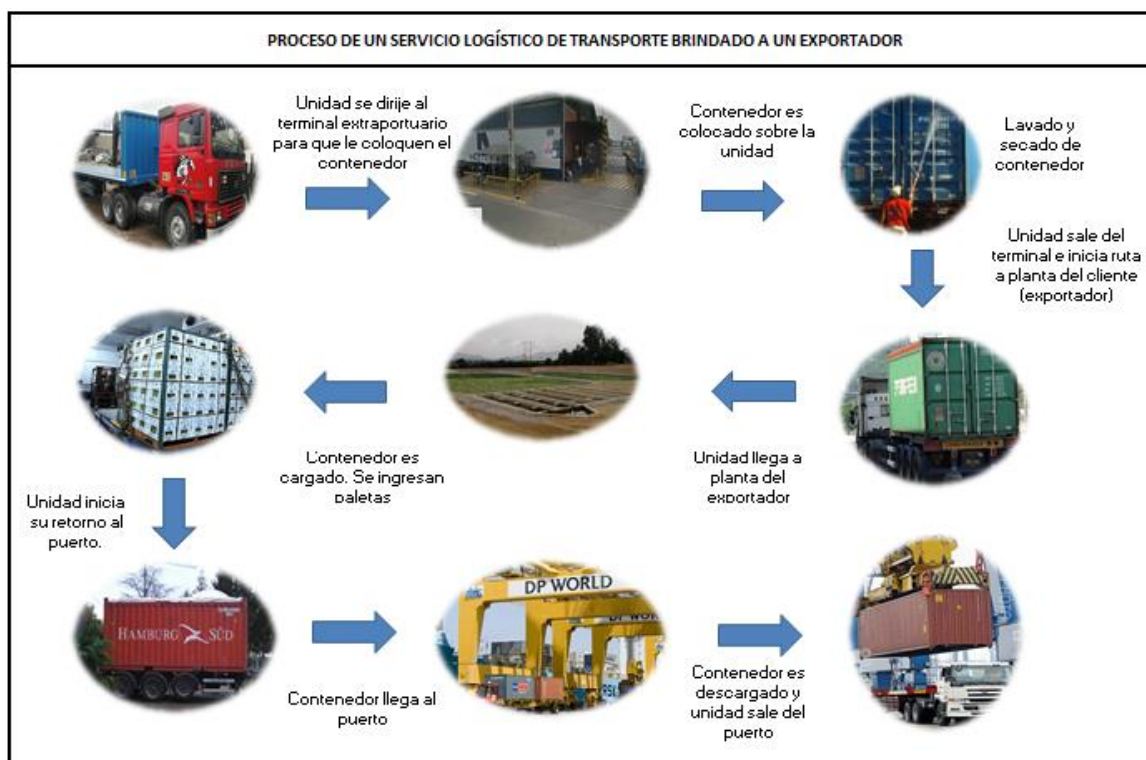 PROCESO DE UN SERVICIO LOGÍSTICO DE TRANSPORTE BRINDADO A UN EXPORTADOR
Unidad se dirije al
terminal extraportuario
para que le coloquen el
contenedor
Contenedor es
colocado sobre la
unidad
Lavado y
secado de
contenedor
Unidad sale del
terminal e inicia ruta
a planta del cliente
(exportador)
Unidad llega a
planta del
exportador
Contenedor es
cargado. Se ingresan
paletas
Unidad inicia
su retorno al
puerto.
HAMBURG SÜD
Contenedor llega al
puerto
DP WORLD
DP WORLD
Contenedor es
descargado y
unidad sale del
puerto